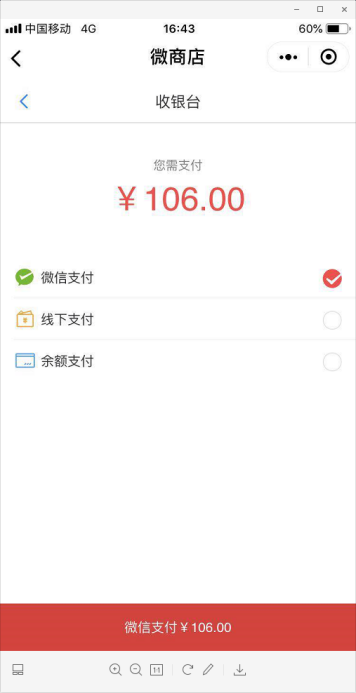 中国移动 4G 16:43 60%
微商店
收银台
您需支付
￥106.00
微信支付
线下支付
余额支付
微信支付￥106.00
1:1